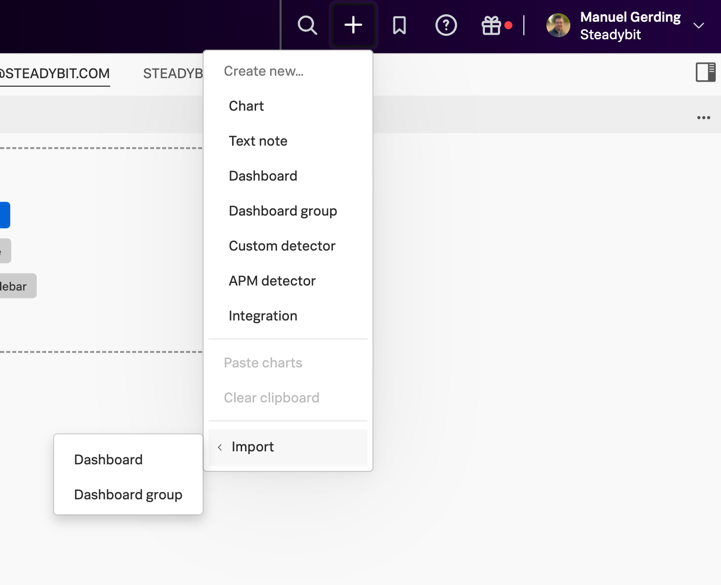 Manuel Gerding
Steadybit
@STEADYBIT.COM
STEADYB
Create new...
Chart
Text note
Dashboard
Dashboard group
Custom detector
APM detector
Integration
Paste charts
Clear clipboard
Import
Dashboard
Dashboard group